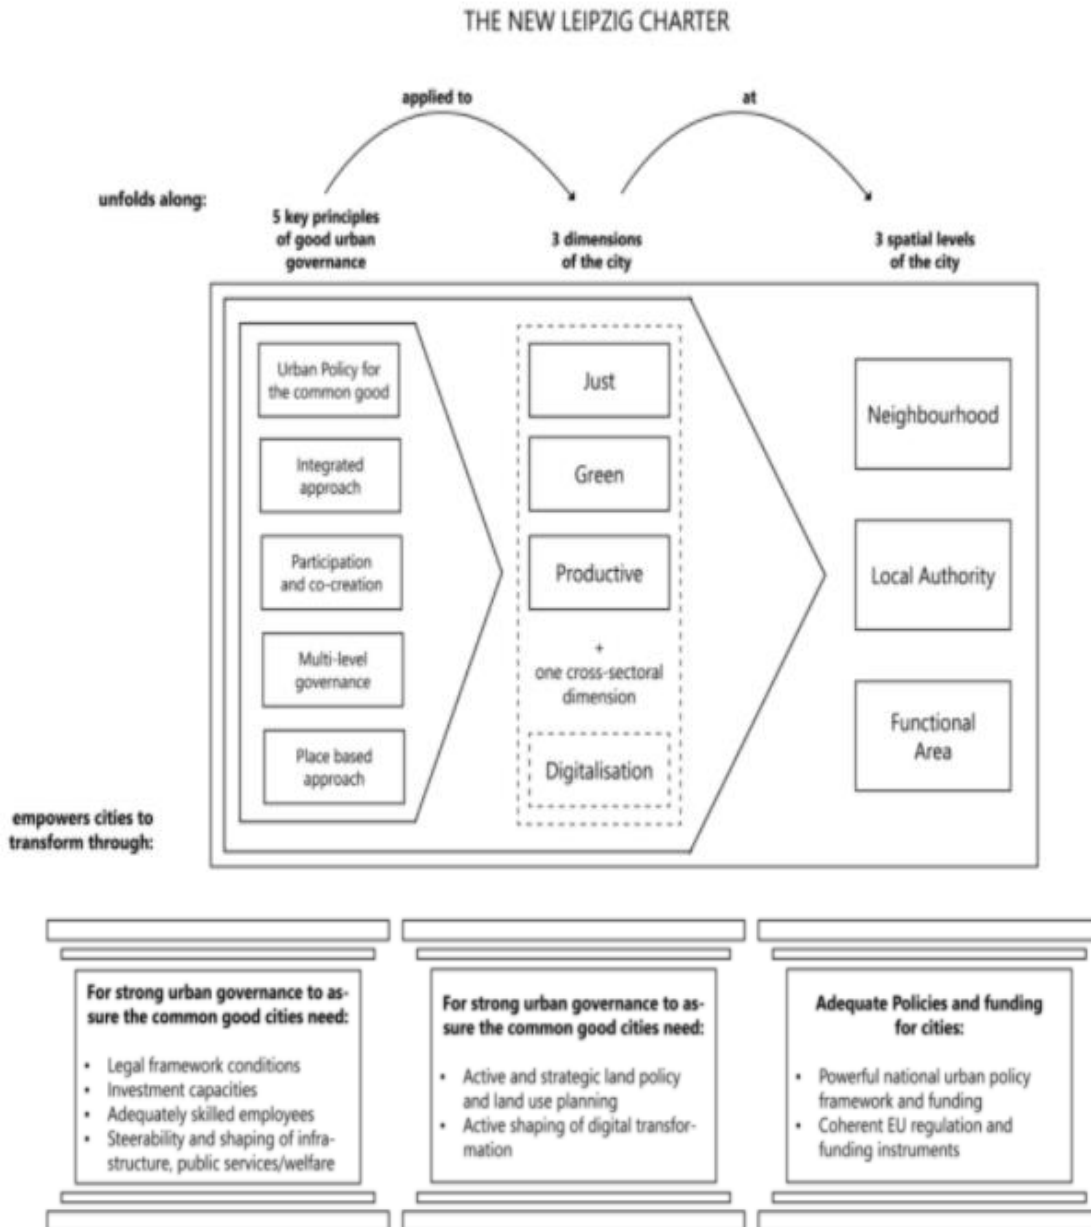 THE NEW LEIPZIG CHARTER
applied to
at
unfolds along:
5 key principles
of good urban
governance
3 dimensions
of the city
3 spatial levels
of the city
Urban Policy for
the common good
Integrated
approach
Participation
and co-creation
Multi-level
governance
Place based
approach
Just
Green
Productive
+
one cross-sectoral
dimension
Digitalisation
Neighbourhood
Local Authority
Functional
Area
empowers cities to
transform through:
For strong urban governance to as-
sure the common good cities need:
• Legal framework conditions
• Investment capacities
• Adequately skilled employees
• Steerability and shaping of infra-
structure, public services/welfare
For strong urban governance to as-
sure the common good cities need:
• Active and strategic land policy
and land use planning
• Active shaping of digital transfor-
mation
Adequate Policies and funding
for cities:
• Powerful national urban policy
framework and funding
• Coherent EU regulation and
funding instruments